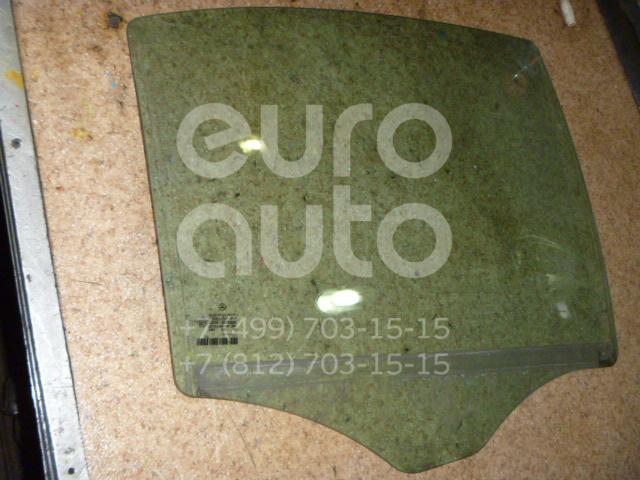 euro
auto
+7 (499) 703-15-15
+7 (812) 703-15-15